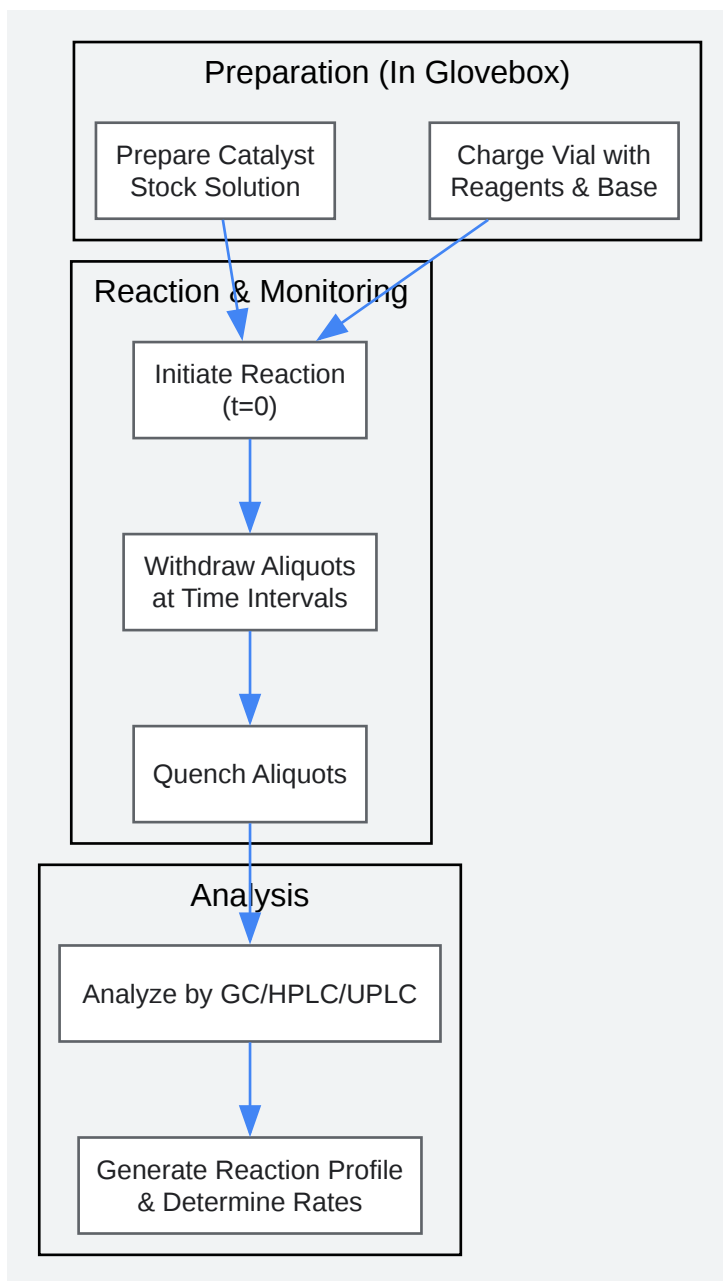 Preparation (In Glovebox)
Prepare Catalyst
Stock Solution
Charge Vial with
Reagents & Base
Reaction & Monitoring
Initiate Reaction
(t=0)
Withdraw Aliquots
at Time Intervals
Quench Aliquots
Analysis
Analyze by GC/HPLC/UPLC
Generate Reaction Profile
& Determine Rates